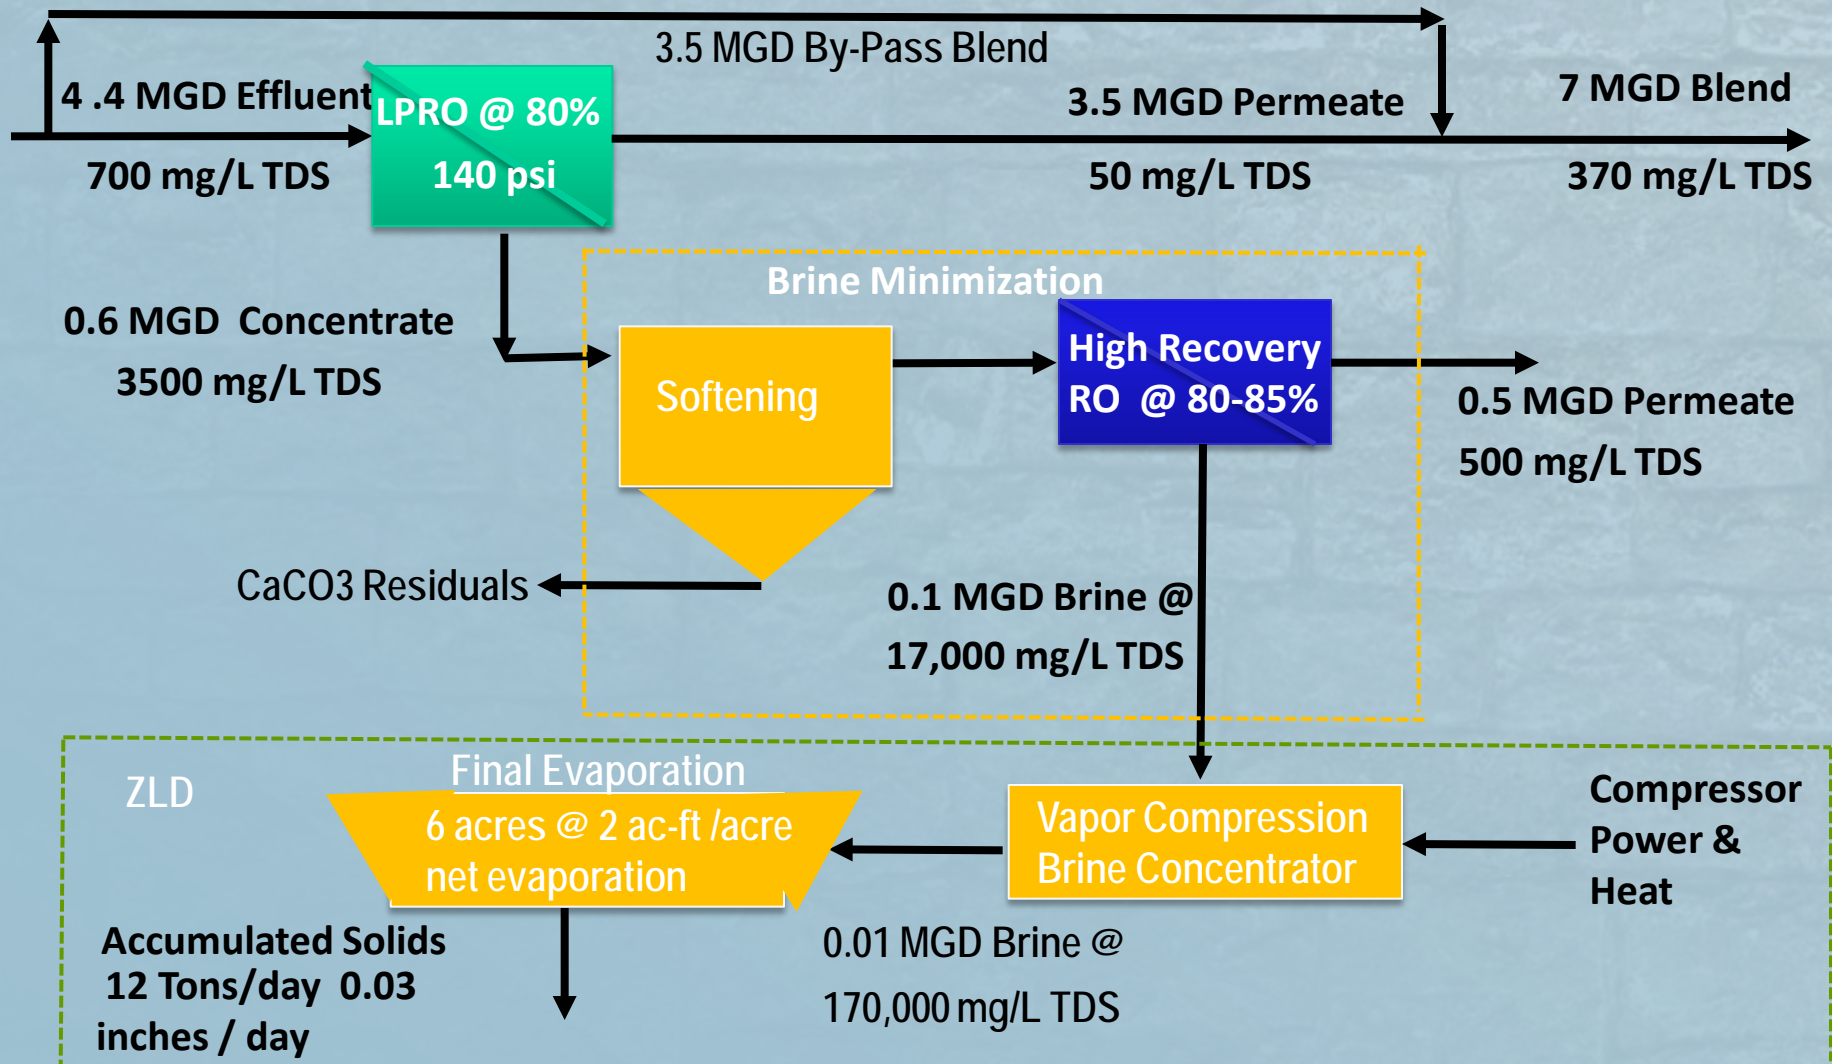 3.5 MGD By-Pass Blend
4 .4 MGD Effluent
700 mg/L TDS
LPRO @ 80%
140 psi
3.5 MGD Permeate
50 mg/L TDS
7 MGD Blend
370 mg/L TDS
0.6 MGD  Concentrate
3500 mg/L TDS
Brine Minimization
Softening
High Recovery
RO  @ 80-85%
0.5 MGD Permeate
500 mg/L TDS
CaCO3 Residuals
0.1 MGD Brine @
17,000 mg/L TDS
ZLD
Final Evaporation
6 acres @ 2 ac-ft /acre
net evaporation
Vapor Compression
Brine Concentrator
Compressor
Power &
Heat
Accumulated Solids
12 Tons/day  0.03
inches / day
0.01 MGD Brine @
170,000 mg/L TDS